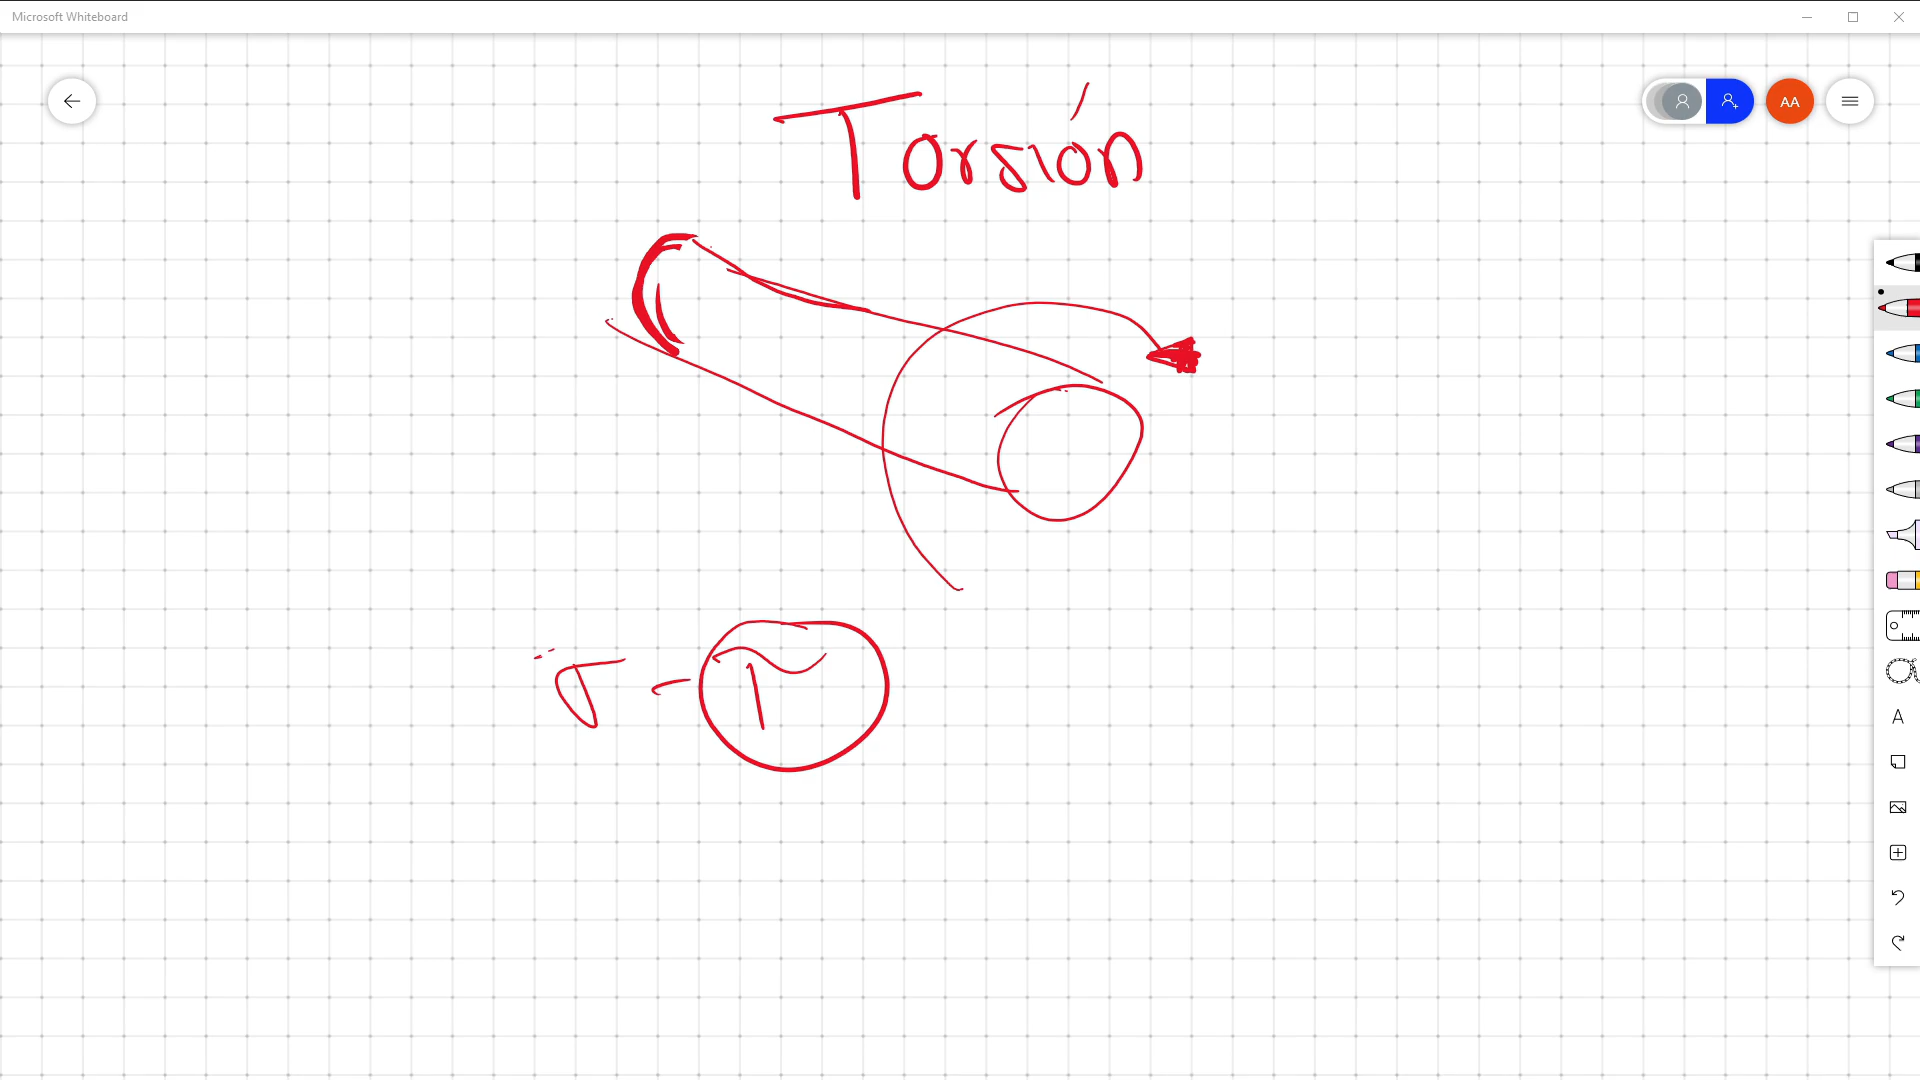 Microsoft Whiteboard
AA
Torsión
σ - τ
A